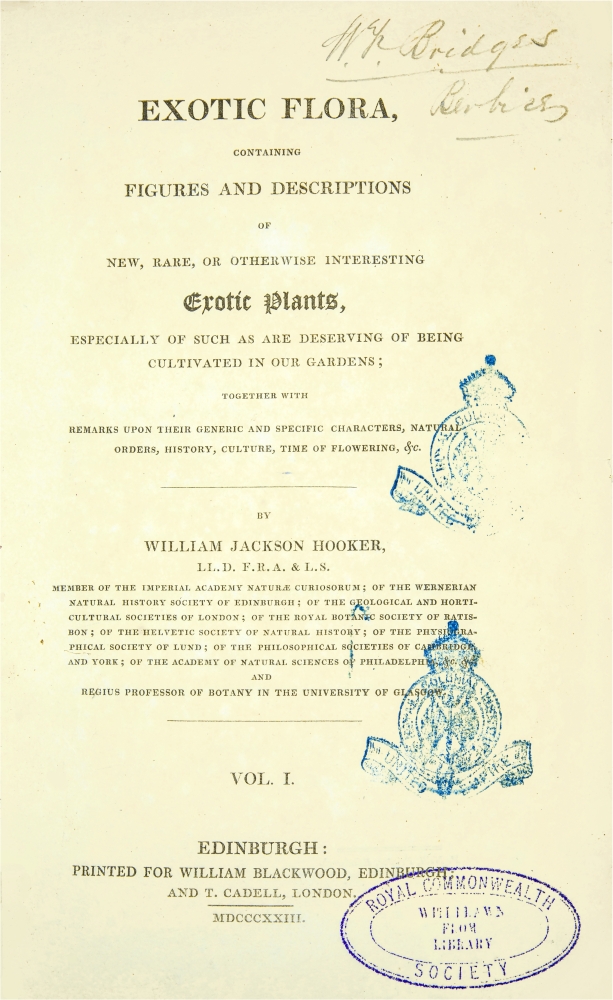 W. Bridges
Berbice
EXOTIC FLORA,
CONTAINING
FIGURES AND DESCRIPTIONS
OF
NEW, RARE, OR OTHERWISE INTERESTING
Exotic Plants,
ESPECIALLY OF SUCH AS ARE DESERVING OF BEING
CULTIVATED IN OUR GARDENS;
TOGETHER WITH
REMARKS UPON THEIR GENERIC AND SPECIFIC CHARACTERS, NATURAL
ORDERS, HISTORY, CULTURE, TIME OF FLOWERING, &c.
BY
WILLIAM JACKSON HOOKER,
LL.D. F.R.A. & L.S.
MEMBER OF THE IMPERIAL ACADEMY NATURÆ CURIOSORUM; OF THE WERNERIAN
NATURAL HISTORY SOCIETY OF EDINBURGH; OF THE GEOLOGICAL AND HORTI-
CULTURAL SOCIETIES OF LONDON; OF THE ROYAL BOTANIC SOCIETY OF RATIS-
BON; OF THE HELVETIC SOCIETY OF NATURAL HISTORY; OF THE PHYSIOGRA-
PHICAL SOCIETY OF LUND; OF THE PHILOSOPHICAL SOCIETIES OF CAMBRIDGE
AND YORK; OF THE ACADEMY OF NATURAL SCIENCES OF PHILADELPHIA, &c. &c.
AND
REGIUS PROFESSOR OF BOTANY IN THE UNIVERSITY OF GLASGOW.
VOL. I.
EDINBURGH:
PRINTED FOR WILLIAM BLACKWOOD, EDINBURGH;
AND T. CADELL, LONDON.
MDCCCXXIII.
UNITED
COLONIAL
UNITED EMPIRE
ROYAL COMMONWEALTH
WITHDRAWN
FROM
LIBRARY
SOCIETY